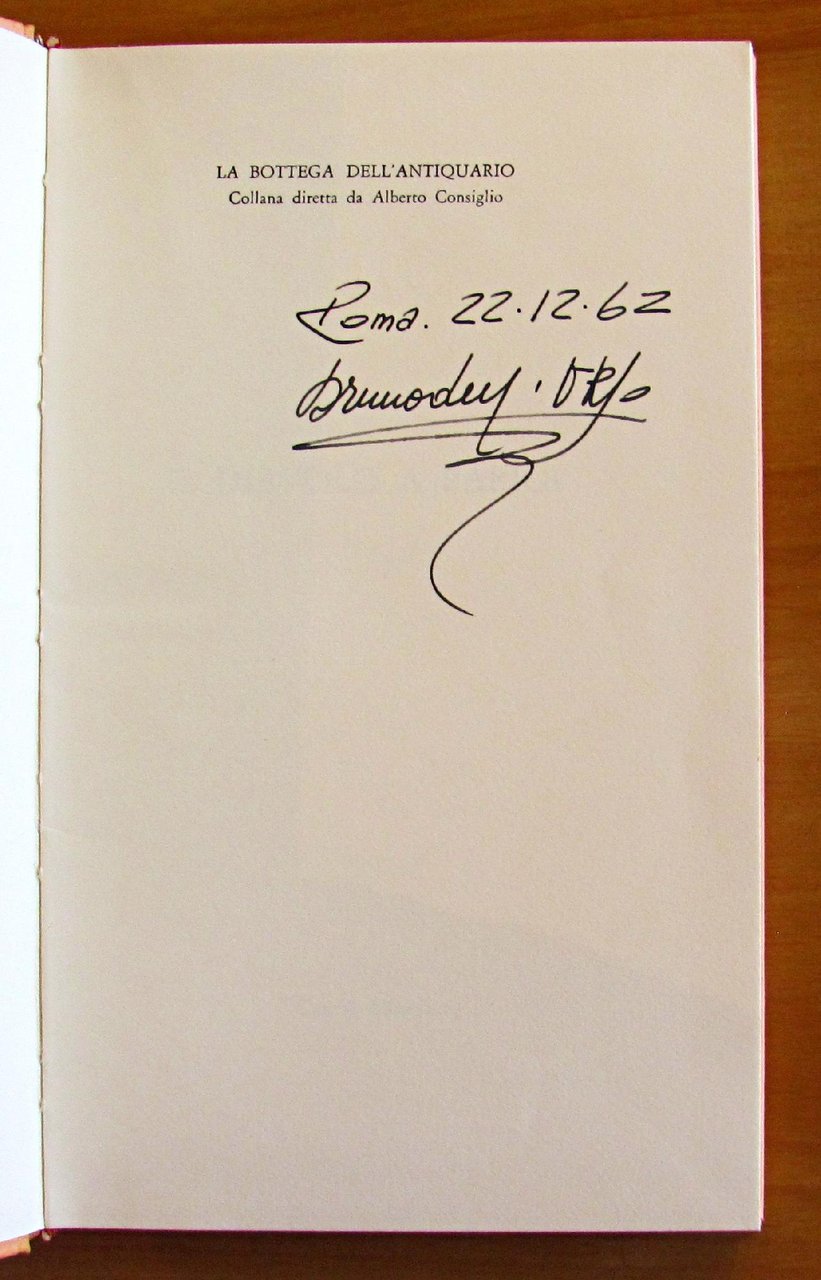 LA BOTTEGA DELL'ANTIQUARIO
Collana diretta da Alberto Consiglio
Roma. 22.12.62